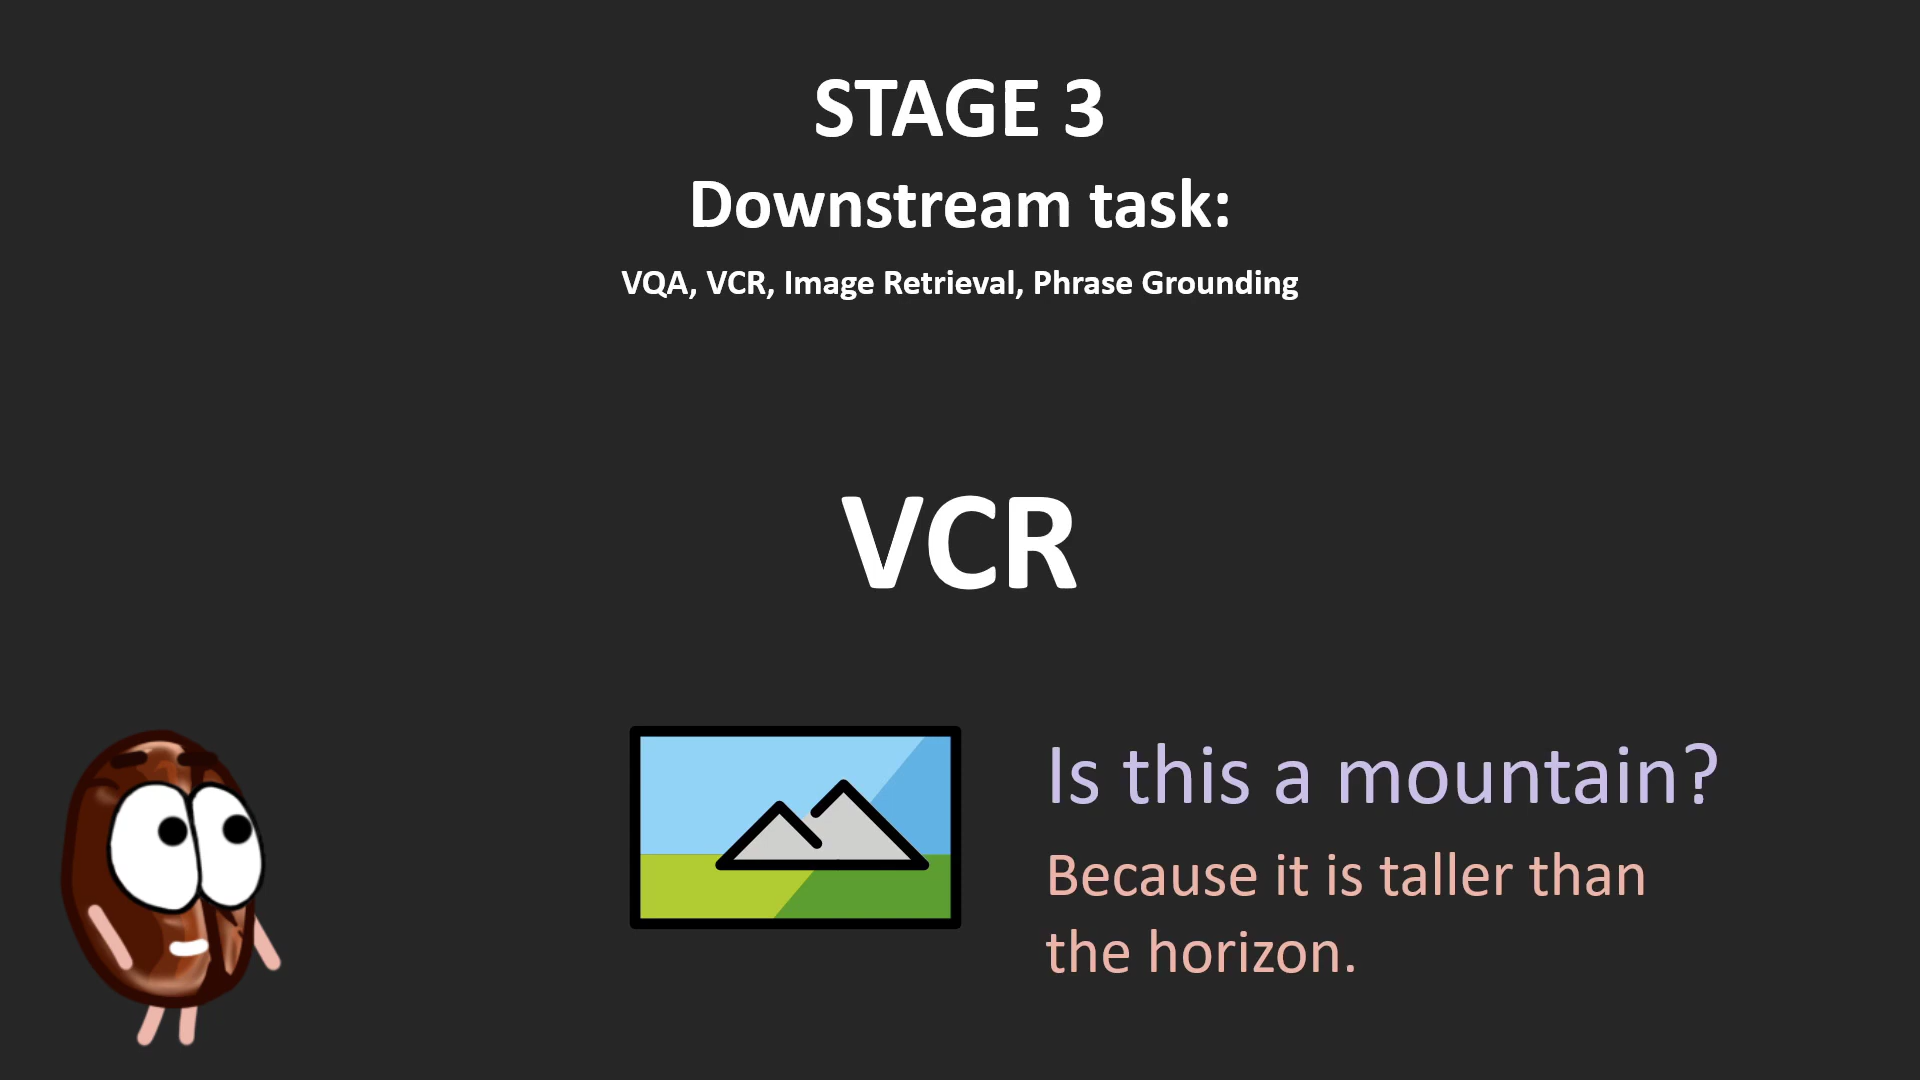 STAGE 3
Downstream task:
VQA, VCR, Image Retrieval, Phrase Grounding
VCR
Is this a mountain?
Because it is taller than
the horizon.